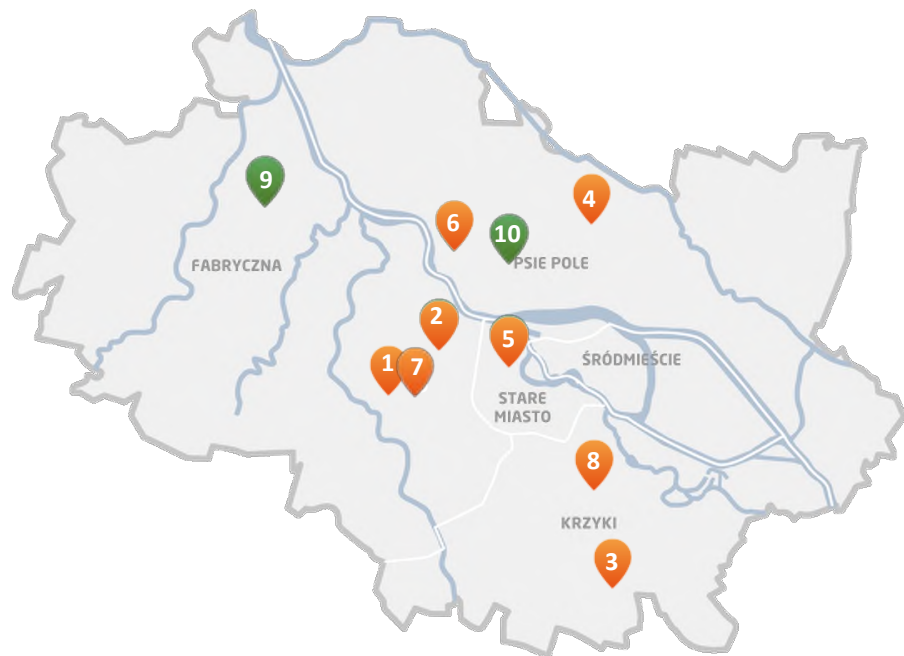 9
4
6
10
FABRYCZNA
PSIE POLE
2
5
1
7
ŚRÓDMIEŚCIE
STARE
MIASTO
8
KRZYKI
3